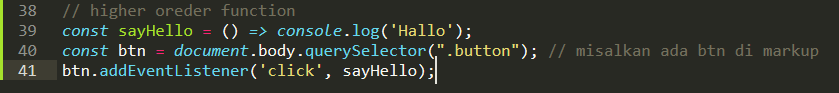 38 // higher oreder function
39 const sayHello = () => console.log('Hallo');
40 const btn = document.body.querySelector(".button"); // misalkan ada btn di markup
41 btn.addEventListener('click', sayHello);